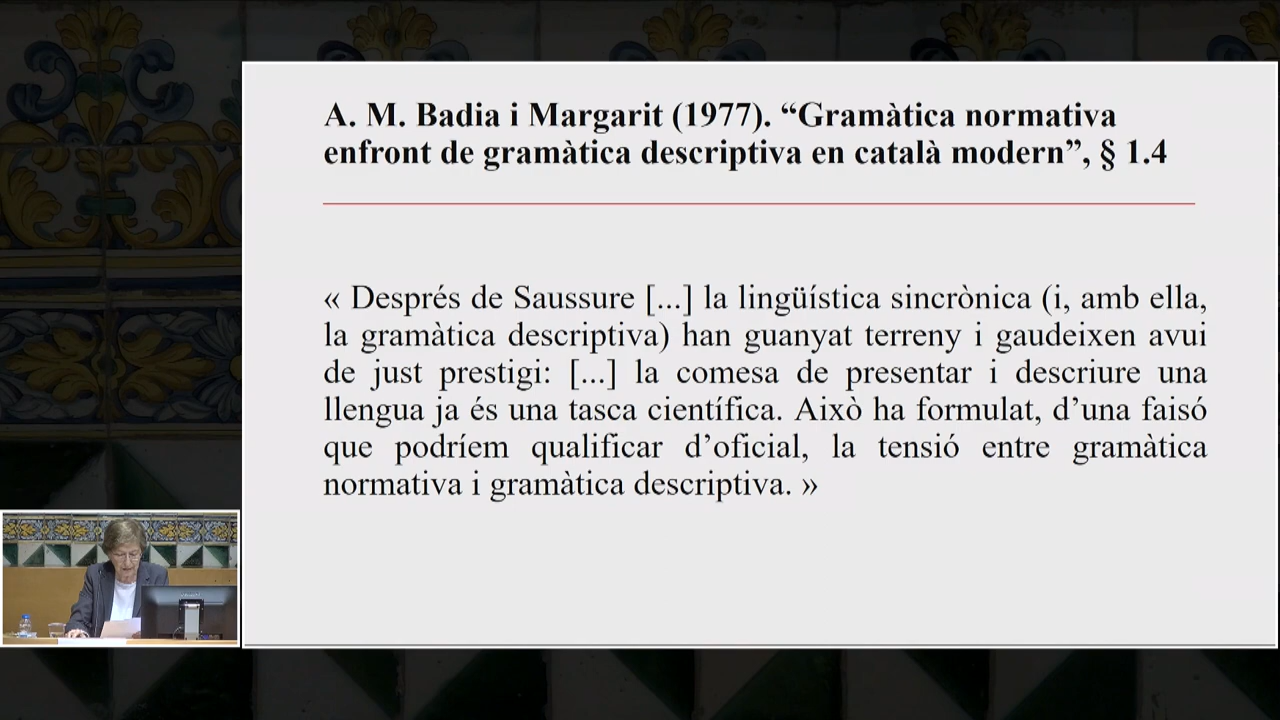 A. M. Badia i Margarit (1977). “Gramàtica normativa
enfront de gramàtica descriptiva en català modern”, § 1.4
« Després de Saussure [...] la lingüística sincrònica (i, amb ella,
la gramàtica descriptiva) han guanyat terreny i gaudeixen avui
de just prestigi: [...] la comesa de presentar i descriure una
llengua ja és una tasca científica. Això ha formulat, d’una faisó
que podríem qualificar d’oficial, la tensió entre gramàtica
normativa i gramàtica descriptiva. »